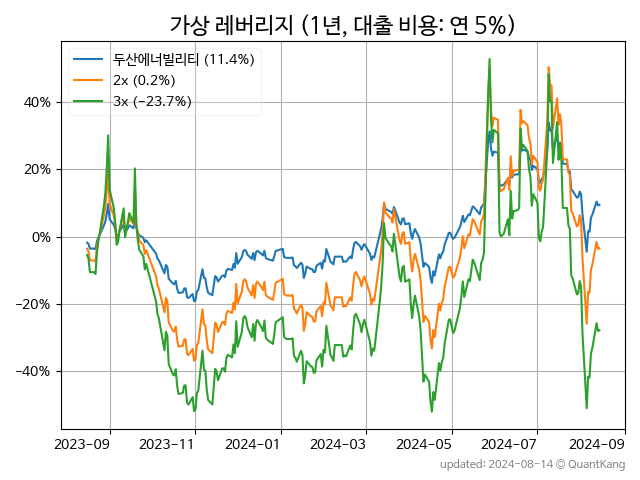 가상 레버리지 (1년, 대출 비용: 연 5%)
두산에너빌리티 (11.4%)
2x (0.2%)
3x (−23.7%)
40%
20%
0%
−20%
−40%
2023-09 2023-11 2024-01 2024-03 2024-05 2024-07 2024-09
updated: 2024-08-14 © QuantKang